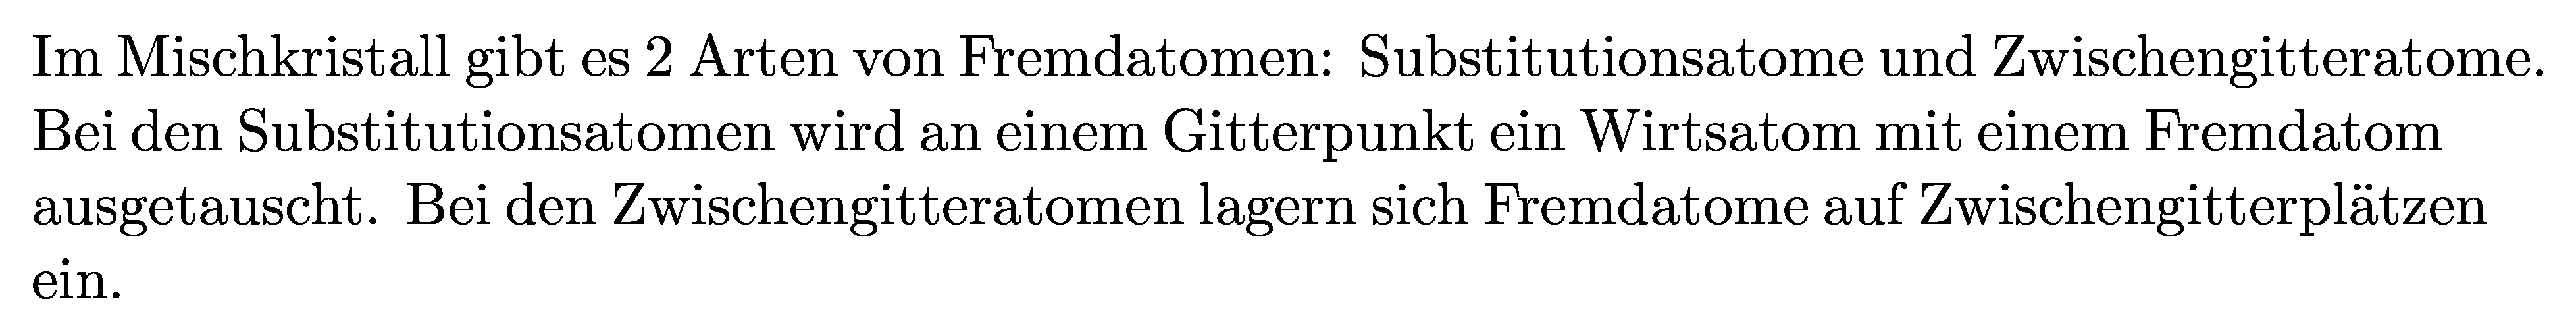 Im Mischkristall gibt es 2 Arten von Fremdatomen: Substitutionsatome und Zwischengitteratome.
Bei den Substitutionsatomen wird an einem Gitterpunkt ein Wirtsatom mit einem Fremdatom
ausgetauscht. Bei den Zwischengitteratomen lagern sich Fremdatome auf Zwischengitterplätzen
ein.